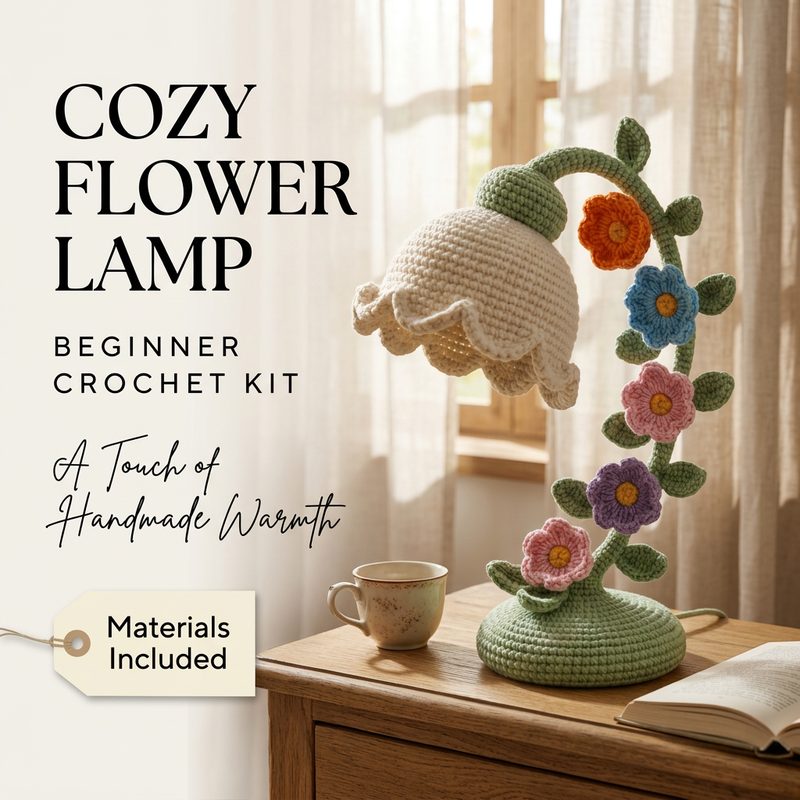 COZY
FLOWER
LAMP
BEGINNER
CROCHET KIT
A Touch of
Handmade Warmth
Materials
Included